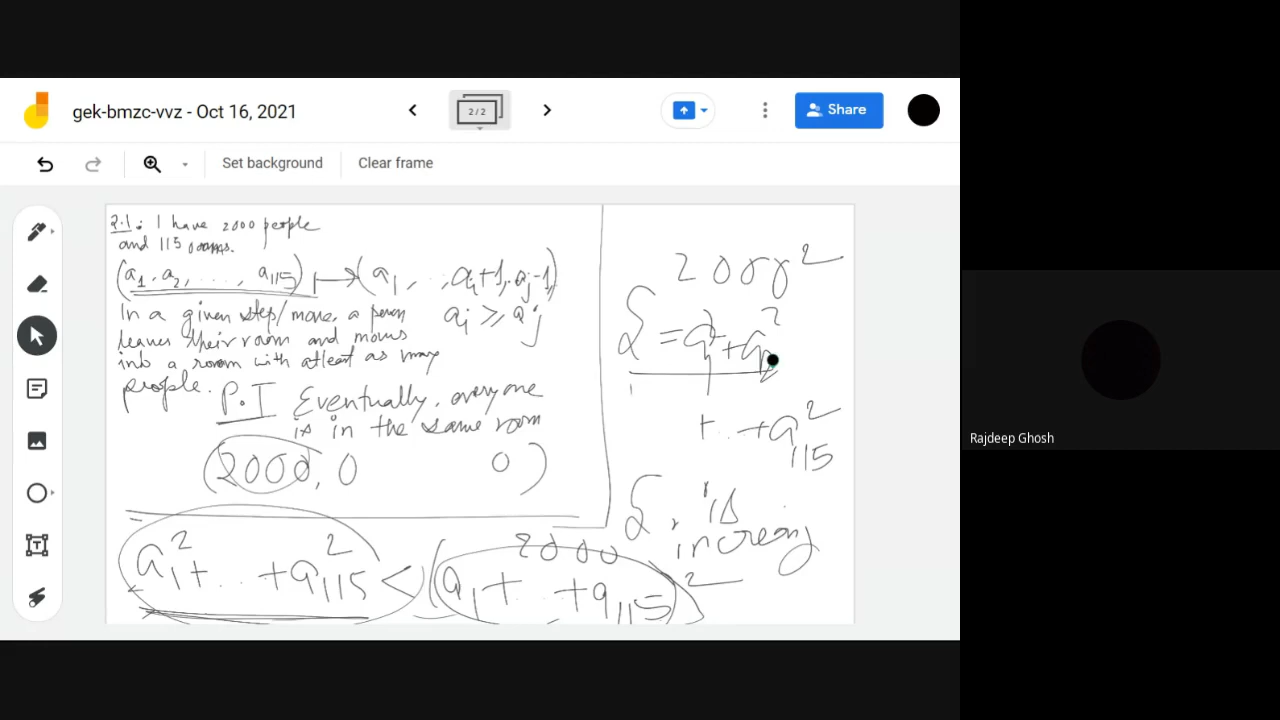 gek-bmzc-vvz - Oct 16, 2021
2/2
Share
Set background
Clear frame
Q.1: I have 2000 people
and 115 rooms.
(a1, a2, ...., a115) ↦ (a1, .., ai+1, .. aj-1,)
In a given step/move, a person
leaves their room and moves
into a room with atleast as many
people.
ai ≥ aj
P.T Eventually, everyone
is in the same room
(2000, 0 0)
a1² + .. + a115² < (a1 + .. + a115)²
2000
2000²
= a1² + a2²
+ .. + a115²
is
increasing
Rajdeep Ghosh